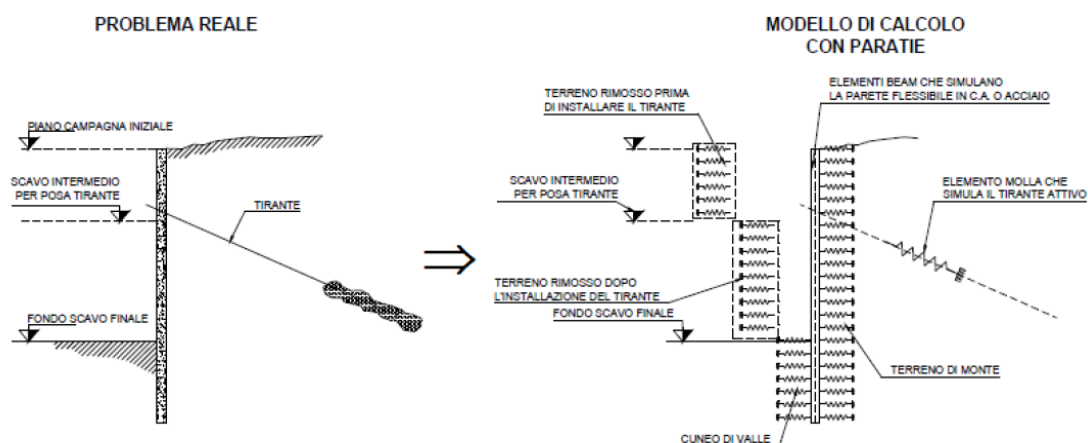 PROBLEMA REALE
PIANO CAMPAGNA INIZIALE
SCAVO INTERMEDIO
PER POSA TIRANTE
TIRANTE
FONDO SCAVO FINALE
MODELLO DI CALCOLO
CON PARATIE
TERRENO RIMOSSO PRIMA
DI INSTALLARE IL TIRANTE
ELEMENTI BEAM CHE SIMULANO
LA PARETE FLESSIBILE IN C.A. O ACCIAIO
SCAVO INTERMEDIO
PER POSA TIRANTE
ELEMENTO MOLLA CHE
SIMULA IL TIRANTE ATTIVO
TERRENO RIMOSSO DOPO
L'INSTALLAZIONE DEL TIRANTE
FONDO SCAVO FINALE
TERRENO DI MONTE
CUNEO DI VALLE